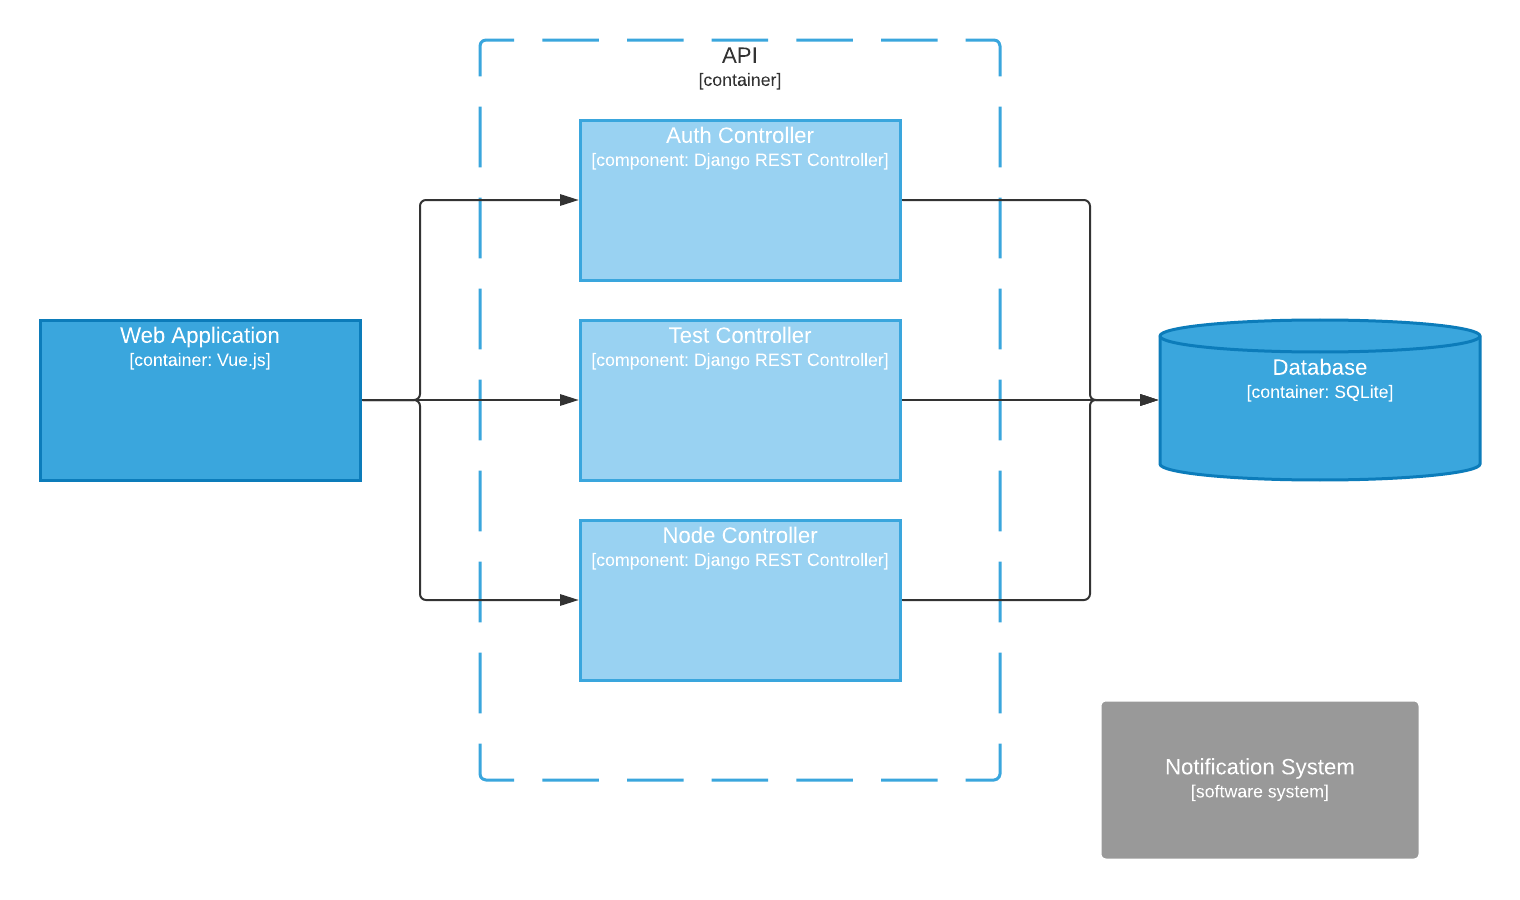 API
[container]
Auth Controller
[component: Django REST Controller]
Web Application
[container: Vue.js]
Test Controller
[component: Django REST Controller]
Database
[container: SQLite]
Node Controller
[component: Django REST Controller]
Notification System
[software system]